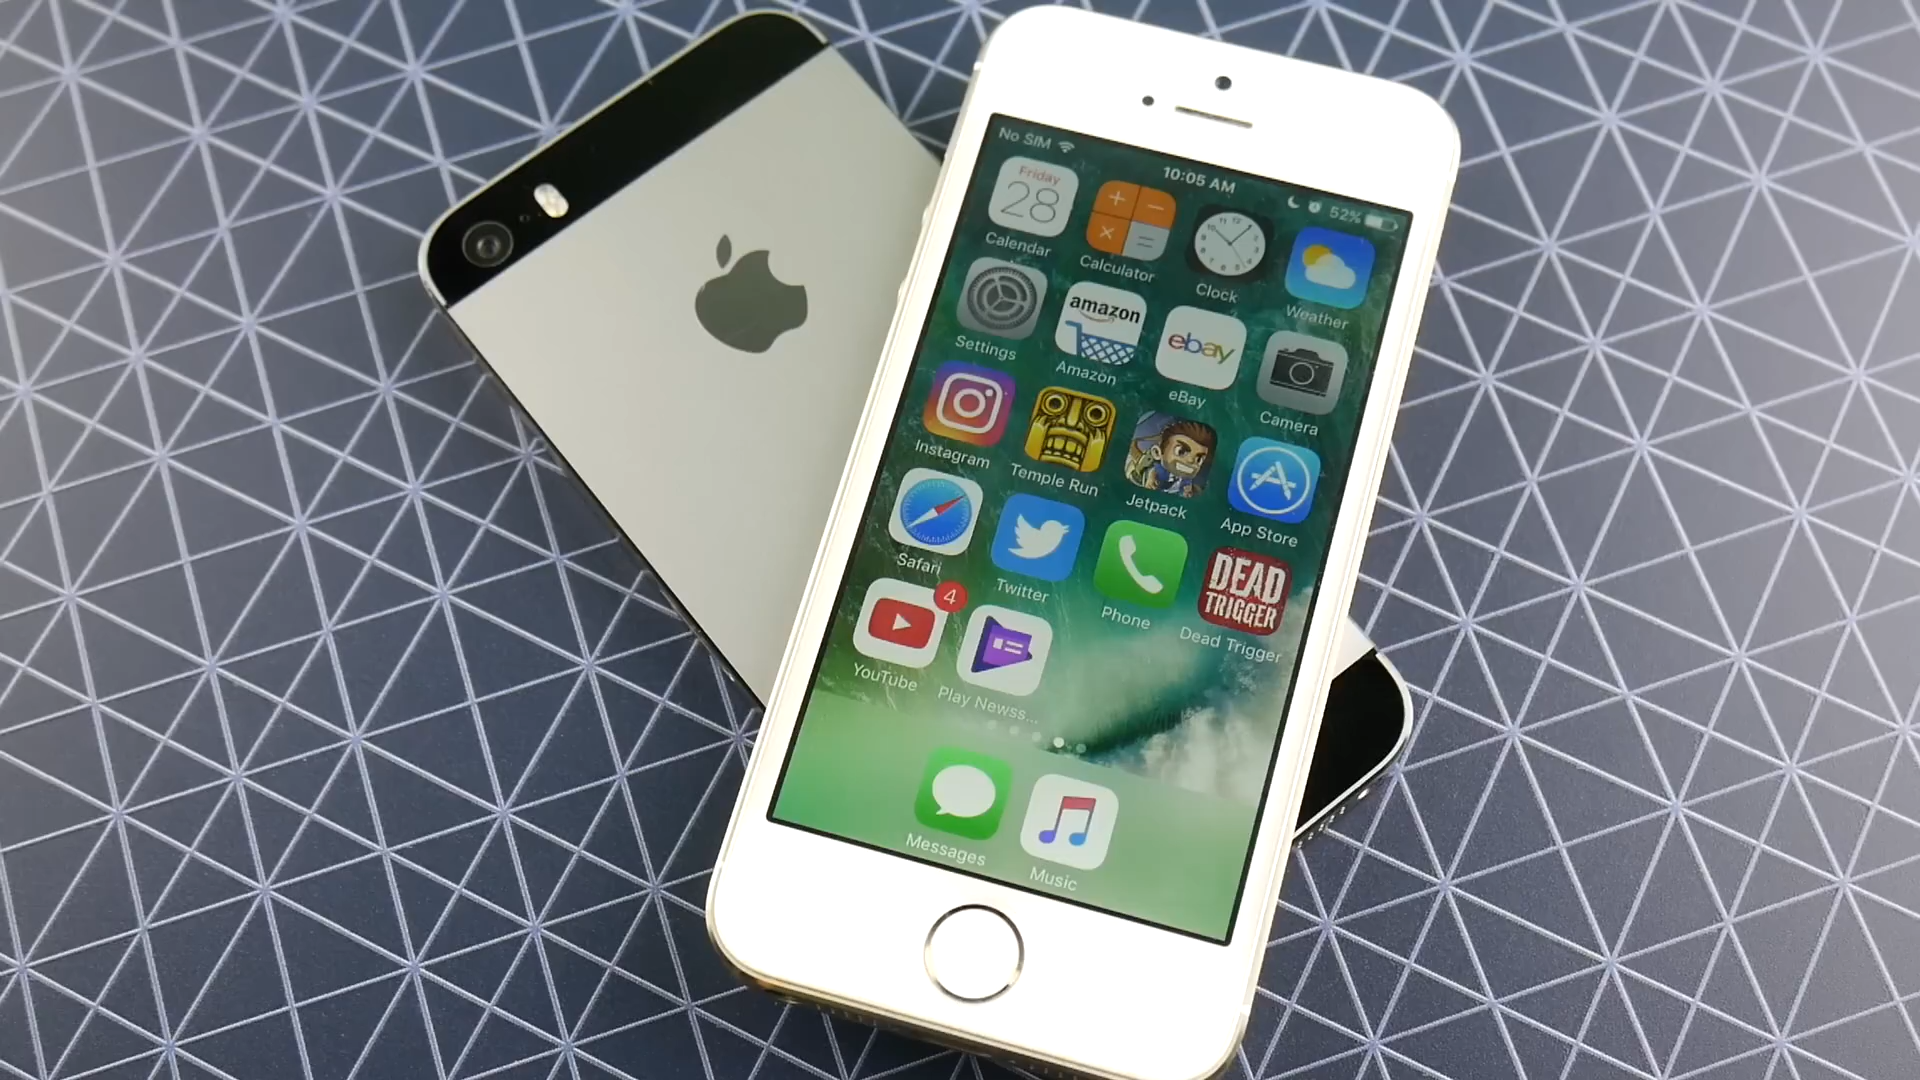 No SIM
10:05 AM
52%
Friday
28
Calendar
Calculator
Clock
Weather
Settings
amazon
Amazon
ebay
eBay
Camera
Instagram
Temple Run
Jetpack
App Store
Safari
Twitter
Phone
DEAD
TRIGGER
Dead Trigger
4
YouTube
Play Newss...
Messages
Music